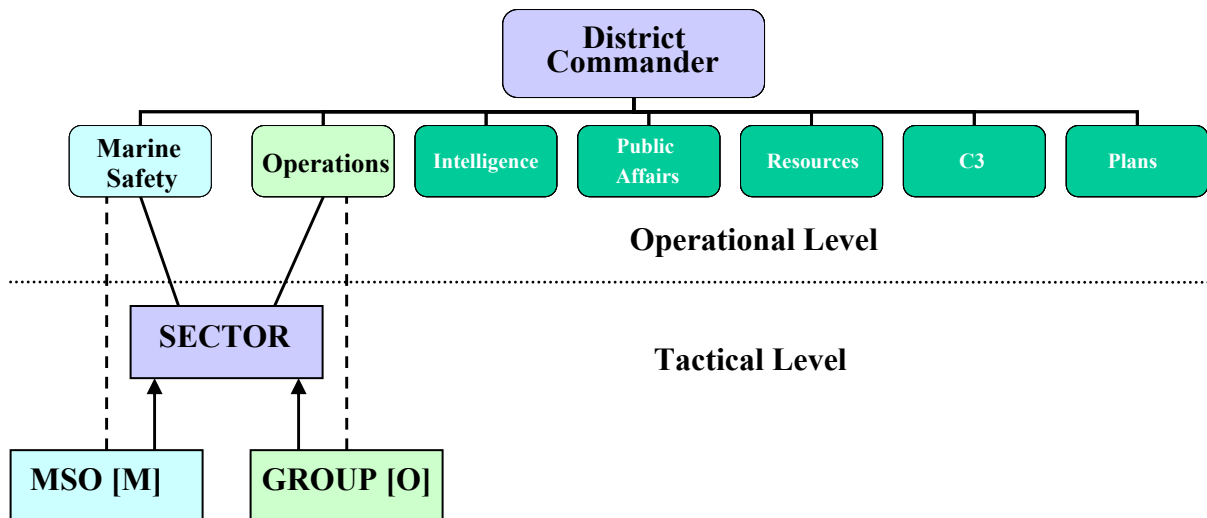 District
Commander
Marine
Safety
Operations
Intelligence
Public
Affairs
Resources
C3
Plans
Operational Level
SECTOR
Tactical Level
MSO [M]
GROUP [O]